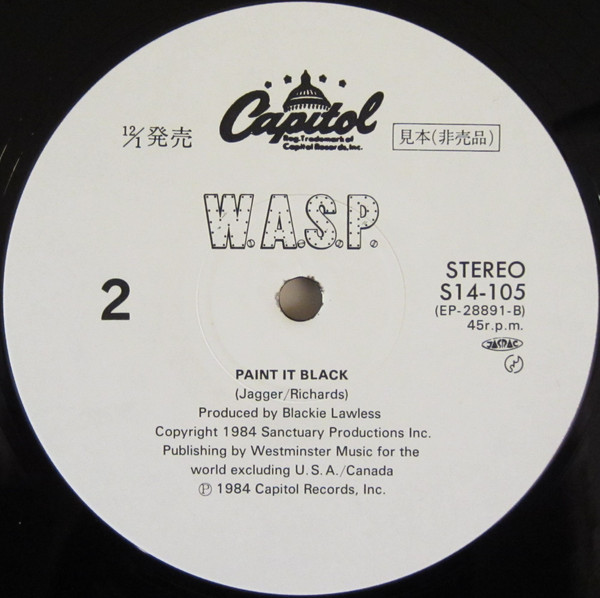 Capitol
Reg. Trademark of
Capitol Records, Inc.
12/1 発売
見本(非売品)
W.A.S.P.
2
STEREO
S14-105
(EP-28891-B)
45r.p.m.
JASRAC
PAINT IT BLACK
(Jagger/Richards)
Produced by Blackie Lawless
Copyright 1984 Sanctuary Productions Inc.
Publishing by Westminster Music for the
world excluding U.S.A./Canada
Ⓟ 1984 Capitol Records, Inc.